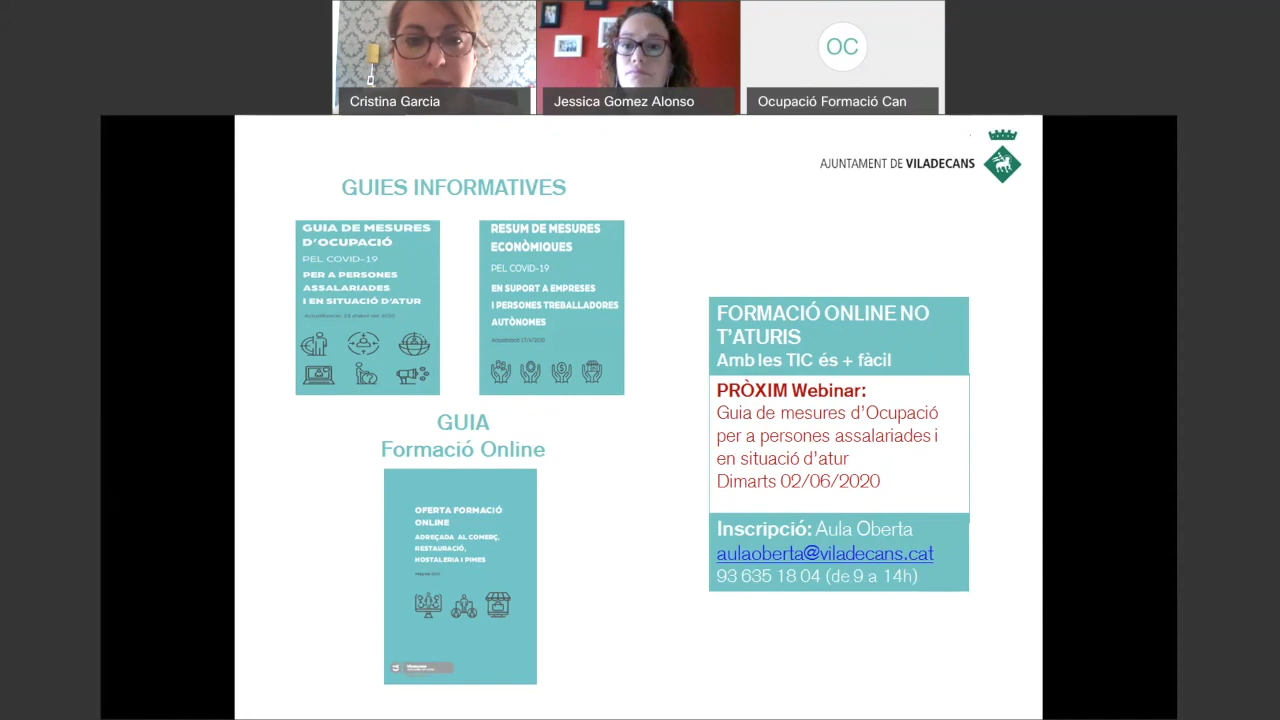 Cristina Garcia
Jessica Gomez Alonso
OC
Ocupació Formació Can
AJUNTAMENT DE VILADECANS
GUIES INFORMATIVES
GUIA DE MESURES
D'OCUPACIÓ
PEL COVID-19
PER A PERSONES
ASSALARIADES
I EN SITUACIÓ D'ATUR
RESUM DE MESURES
ECONÒMIQUES
PEL COVID-19
EN SUPORT A EMPRESES
I PERSONES TREBALLADORES
AUTÒNOMES
GUIA
Formació Online
OFERTA FORMACIÓ
ONLINE
ADREÇADA AL COMERÇ,
RESTAURACIÓ,
HOSTALERIA I PIMES
FORMACIÓ ONLINE NO
T'ATURIS
Amb les TIC és + fàcil
PRÒXIM Webinar:
Guia de mesures d'Ocupació
per a persones assalariades i
en situació d'atur
Dimarts 02/06/2020
Inscripció: Aula Oberta
aulaoberta@viladecans.cat
93 635 18 04 (de 9 a 14h)